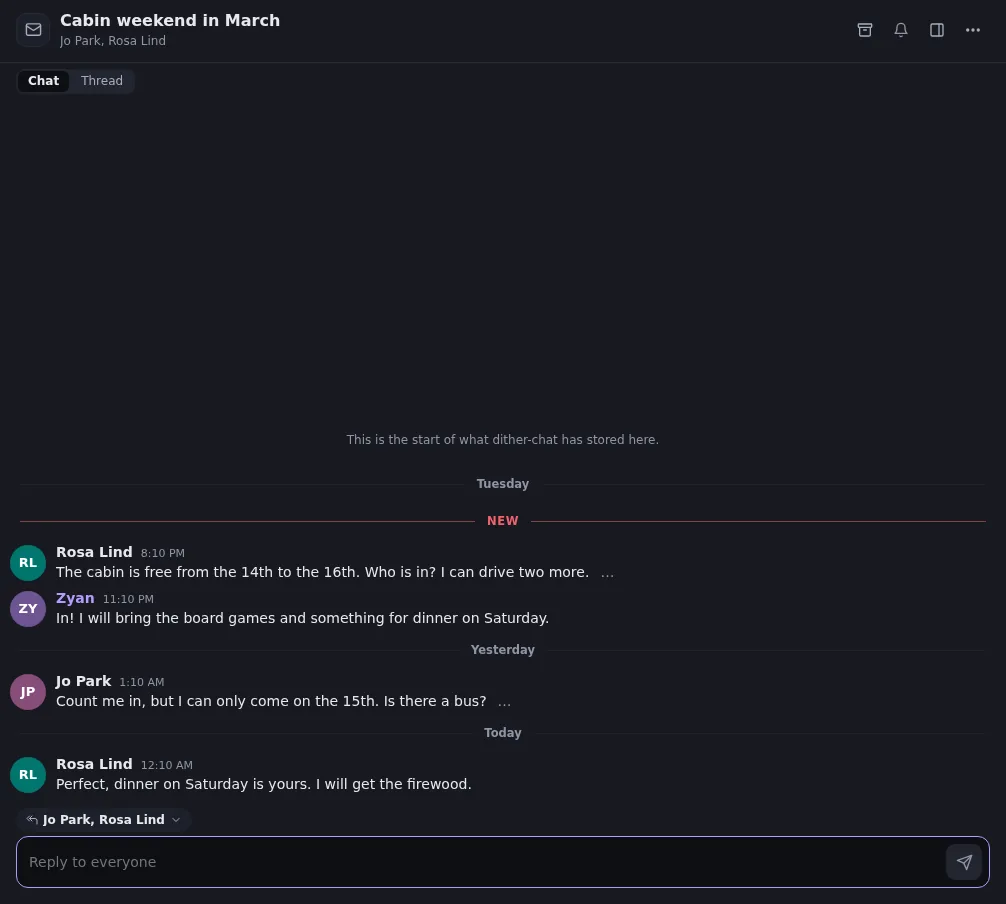 Cabin weekend in March
Jo Park, Rosa Lind
Chat
Thread
This is the start of what dither-chat has stored here.
Tuesday
NEW
RL
Rosa Lind 8:10 PM
The cabin is free from the 14th to the 16th. Who is in? I can drive two more. …
ZY
Zyan 11:10 PM
In! I will bring the board games and something for dinner on Saturday.
Yesterday
JP
Jo Park 1:10 AM
Count me in, but I can only come on the 15th. Is there a bus? …
Today
RL
Rosa Lind 12:10 AM
Perfect, dinner on Saturday is yours. I will get the firewood.
Jo Park, Rosa Lind
Reply to everyone